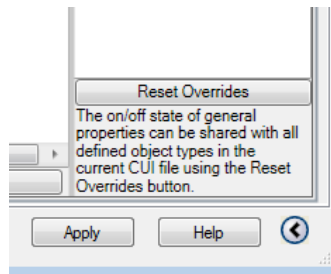 Reset Overrides
The on/off state of general
properties can be shared with all
defined object types in the
current CUI file using the Reset
Overrides button.
Apply
Help